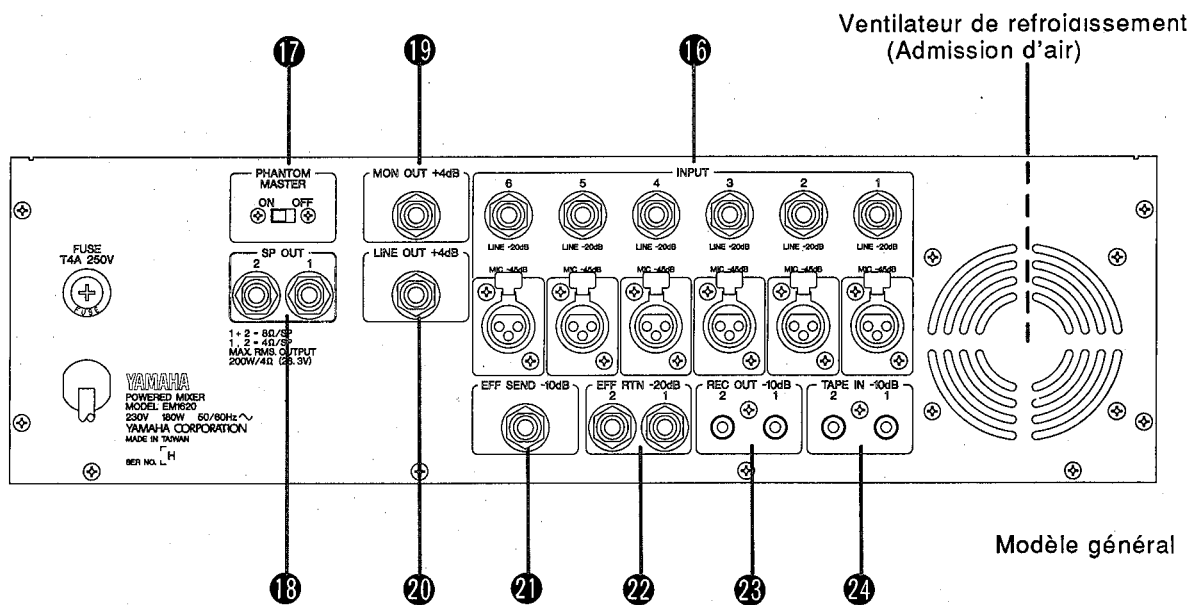 Ventilateur de refroidissement
(Admission d'air)
17
19
16
PHANTOM
MASTER
ON OFF
MON OUT +4dB
INPUT
6 5 4 3 2 1
LINE -20dB LINE -20dB LINE -20dB LINE -20dB LINE -20dB LINE -20dB
FUSE
T4A 250V
FUSE
SP OUT
2 1
LINE OUT +4dB
MIC -45dB MIC -45dB MIC -45dB MIC -45dB MIC -45dB MIC -45dB
1 + 2 = 8Ω/SP
1 . 2 = 4Ω/SP
MAX. RMS. OUTPUT
200W/4Ω (28.3V)
YAMAHA
POWERED MIXER
MODEL EM1620
230V 180W 50/60Hz
YAMAHA CORPORATION
MADE IN TAIWAN
SER NO. H
EFF SEND -10dB
EFF RTN -20dB
2 1
REC OUT -10dB
2 1
TAPE IN -10dB
2 1
Modèle général
18
20
21
22
23
24